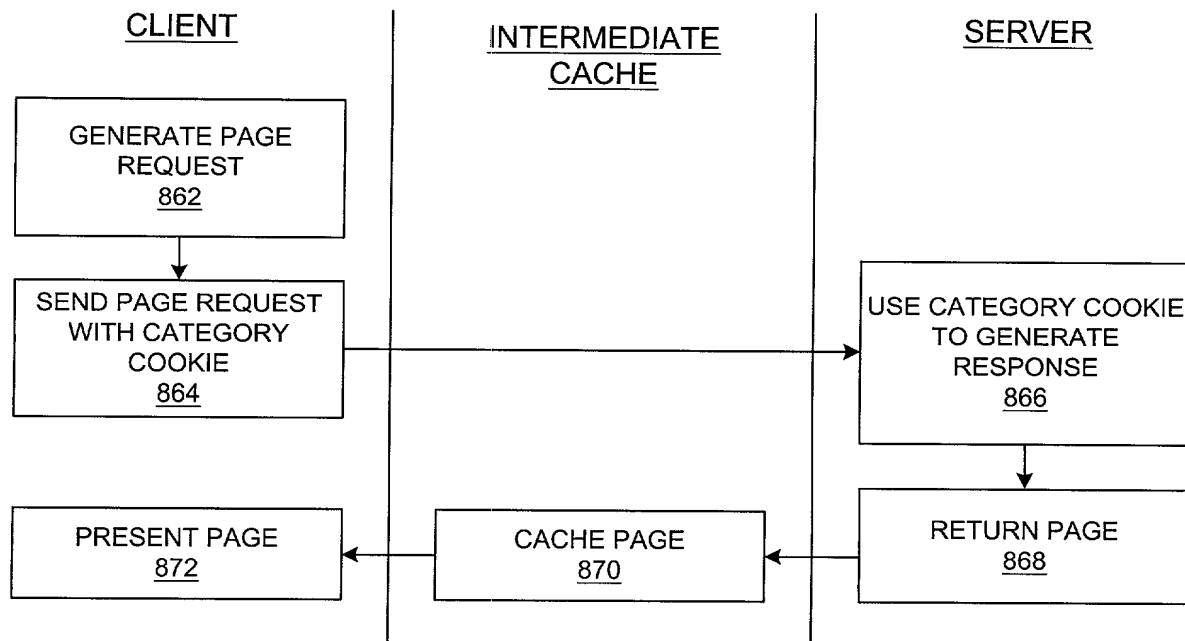 CLIENT
INTERMEDIATE
CACHE
SERVER
GENERATE PAGE
REQUEST
862
SEND PAGE REQUEST
WITH CATEGORY
COOKIE
864
USE CATEGORY COOKIE
TO GENERATE
RESPONSE
866
PRESENT PAGE
872
CACHE PAGE
870
RETURN PAGE
868